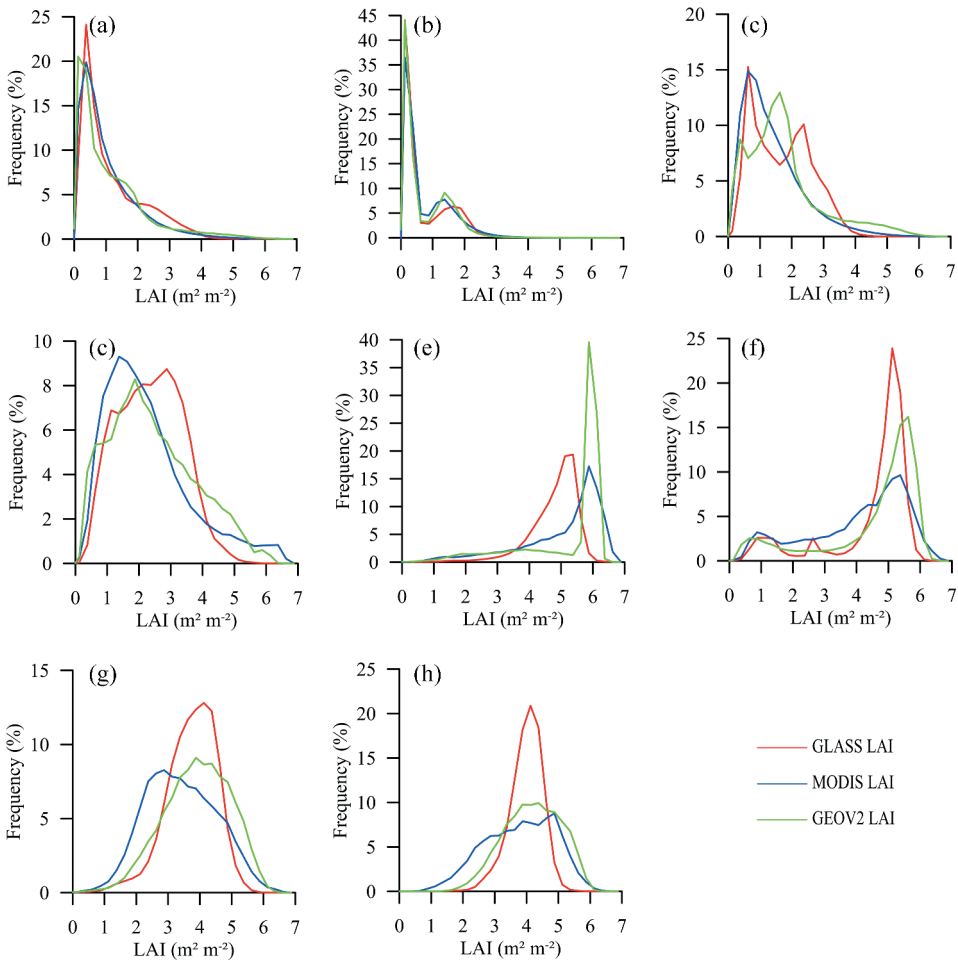 (a)
Frequency (%)
25
20
15
10
5
0
0 1 2 3 4 5 6 7
LAI (m² m⁻²)
(b)
Frequency (%)
45
40
35
30
25
20
15
10
5
0
0 1 2 3 4 5 6 7
LAI (m² m⁻²)
(c)
Frequency (%)
20
15
10
5
0
0 1 2 3 4 5 6 7
LAI (m² m⁻²)
(c)
Frequency (%)
10
8
6
4
2
0
0 1 2 3 4 5 6 7
LAI (m² m⁻²)
(e)
Frequency (%)
40
35
30
25
20
15
10
5
0
0 1 2 3 4 5 6 7
LAI (m² m⁻²)
(f)
Frequency (%)
25
20
15
10
5
0
0 1 2 3 4 5 6 7
LAI (m² m⁻²)
(g)
Frequency (%)
15
10
5
0
0 1 2 3 4 5 6 7
LAI (m² m⁻²)
(h)
Frequency (%)
25
20
15
10
5
0
0 1 2 3 4 5 6 7
LAI (m² m⁻²)
GLASS LAI
MODIS LAI
GEOV2 LAI